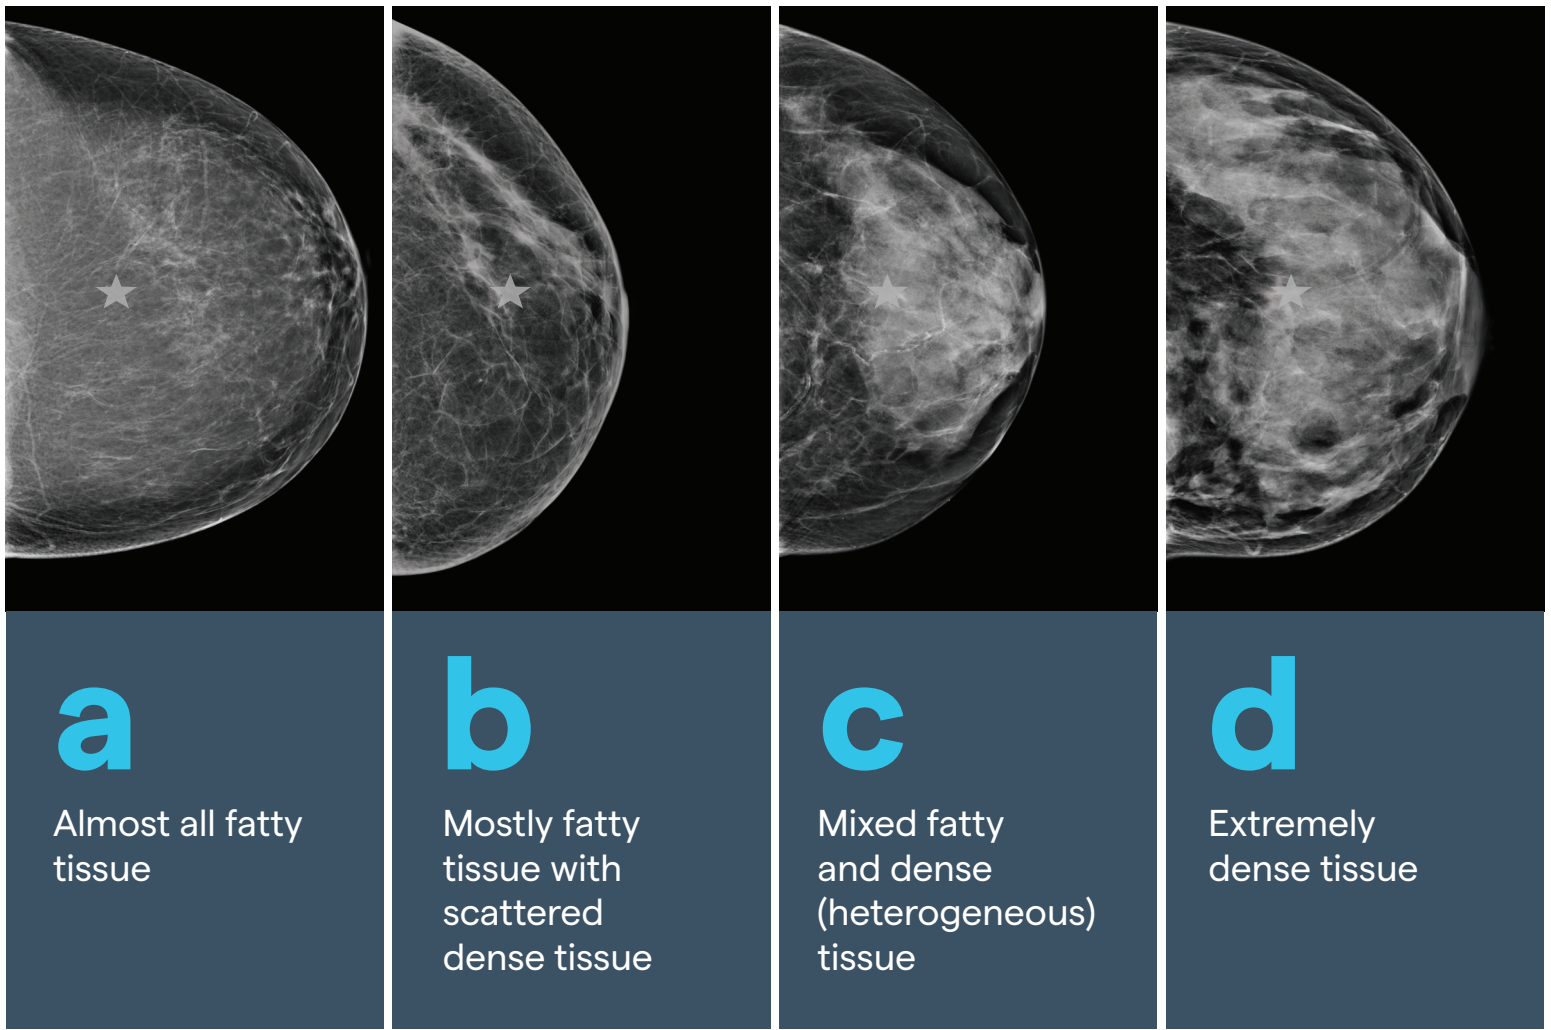 a
Almost all fatty
tissue
b
Mostly fatty
tissue with
scattered
dense tissue
c
Mixed fatty
and dense
(heterogeneous)
tissue
d
Extremely
dense tissue